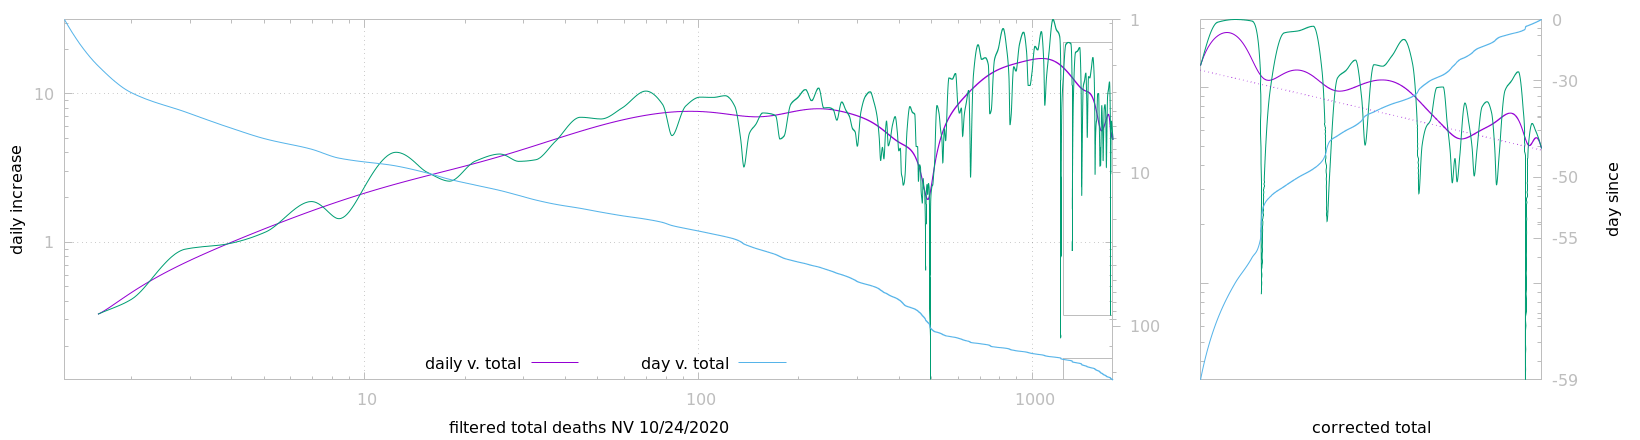 daily increase
10
1
1
10
100
daily v. total
day v. total
10
100
1000
filtered total deaths NV 10/24/2020
0
-30
-50
-55
-59
day since
corrected total